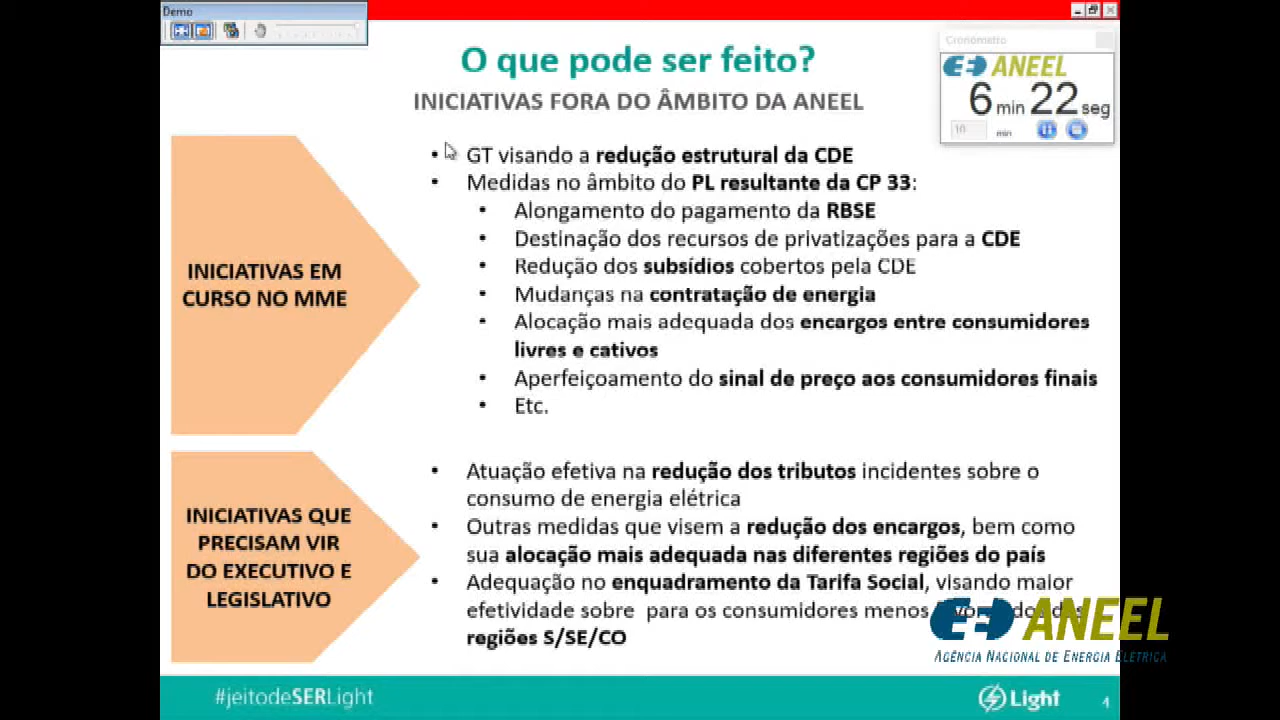 Demo
O que pode ser feito?
INICIATIVAS FORA DO ÂMBITO DA ANEEL
Cronômetro
ANEEL
6 min 22 seg
10 min
INICIATIVAS EM
CURSO NO MME
• GT visando a redução estrutural da CDE
• Medidas no âmbito do PL resultante da CP 33:
• Alongamento do pagamento da RBSE
• Destinação dos recursos de privatizações para a CDE
• Redução dos subsídios cobertos pela CDE
• Mudanças na contratação de energia
• Alocação mais adequada dos encargos entre consumidores
livres e cativos
• Aperfeiçoamento do sinal de preço aos consumidores finais
• Etc.
INICIATIVAS QUE
PRECISAM VIR
DO EXECUTIVO E
LEGISLATIVO
• Atuação efetiva na redução dos tributos incidentes sobre o
consumo de energia elétrica
• Outras medidas que visem a redução dos encargos, bem como
sua alocação mais adequada nas diferentes regiões do país
• Adequação no enquadramento da Tarifa Social, visando maior
efetividade sobre para os consumidores menos
regiões S/SE/CO
ANEEL
AGÊNCIA NACIONAL DE ENERGIA ELÉTRICA
#jeitodeSERLight
Light
4